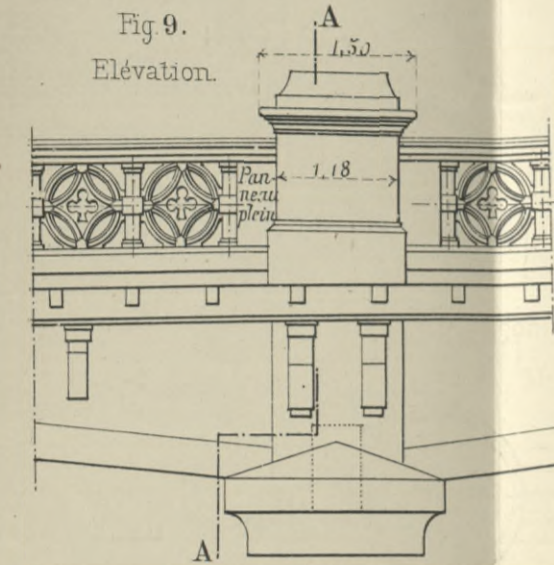 Fig. 9.
Elévation.
A
1,50
1,18
Pan-
neau
plein
A